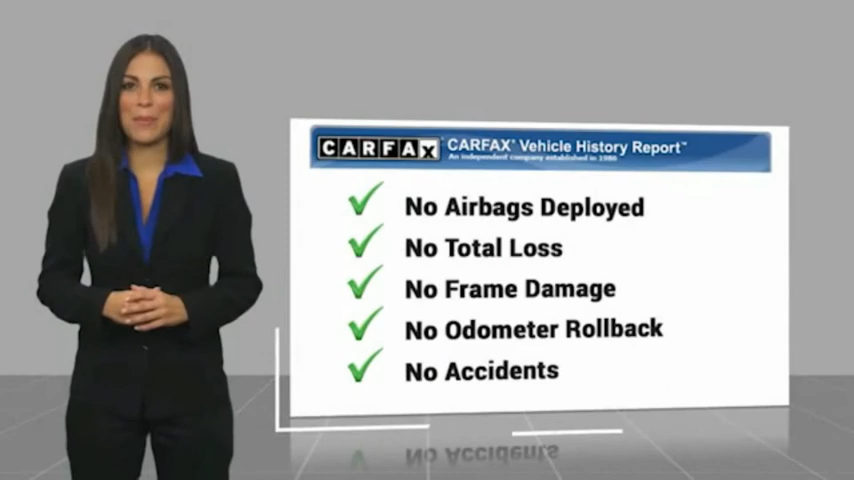 CARFAX CARFAX® Vehicle History Report™
An independent company established in 1986
No Airbags Deployed
No Total Loss
No Frame Damage
No Odometer Rollback
No Accidents
No Accidents